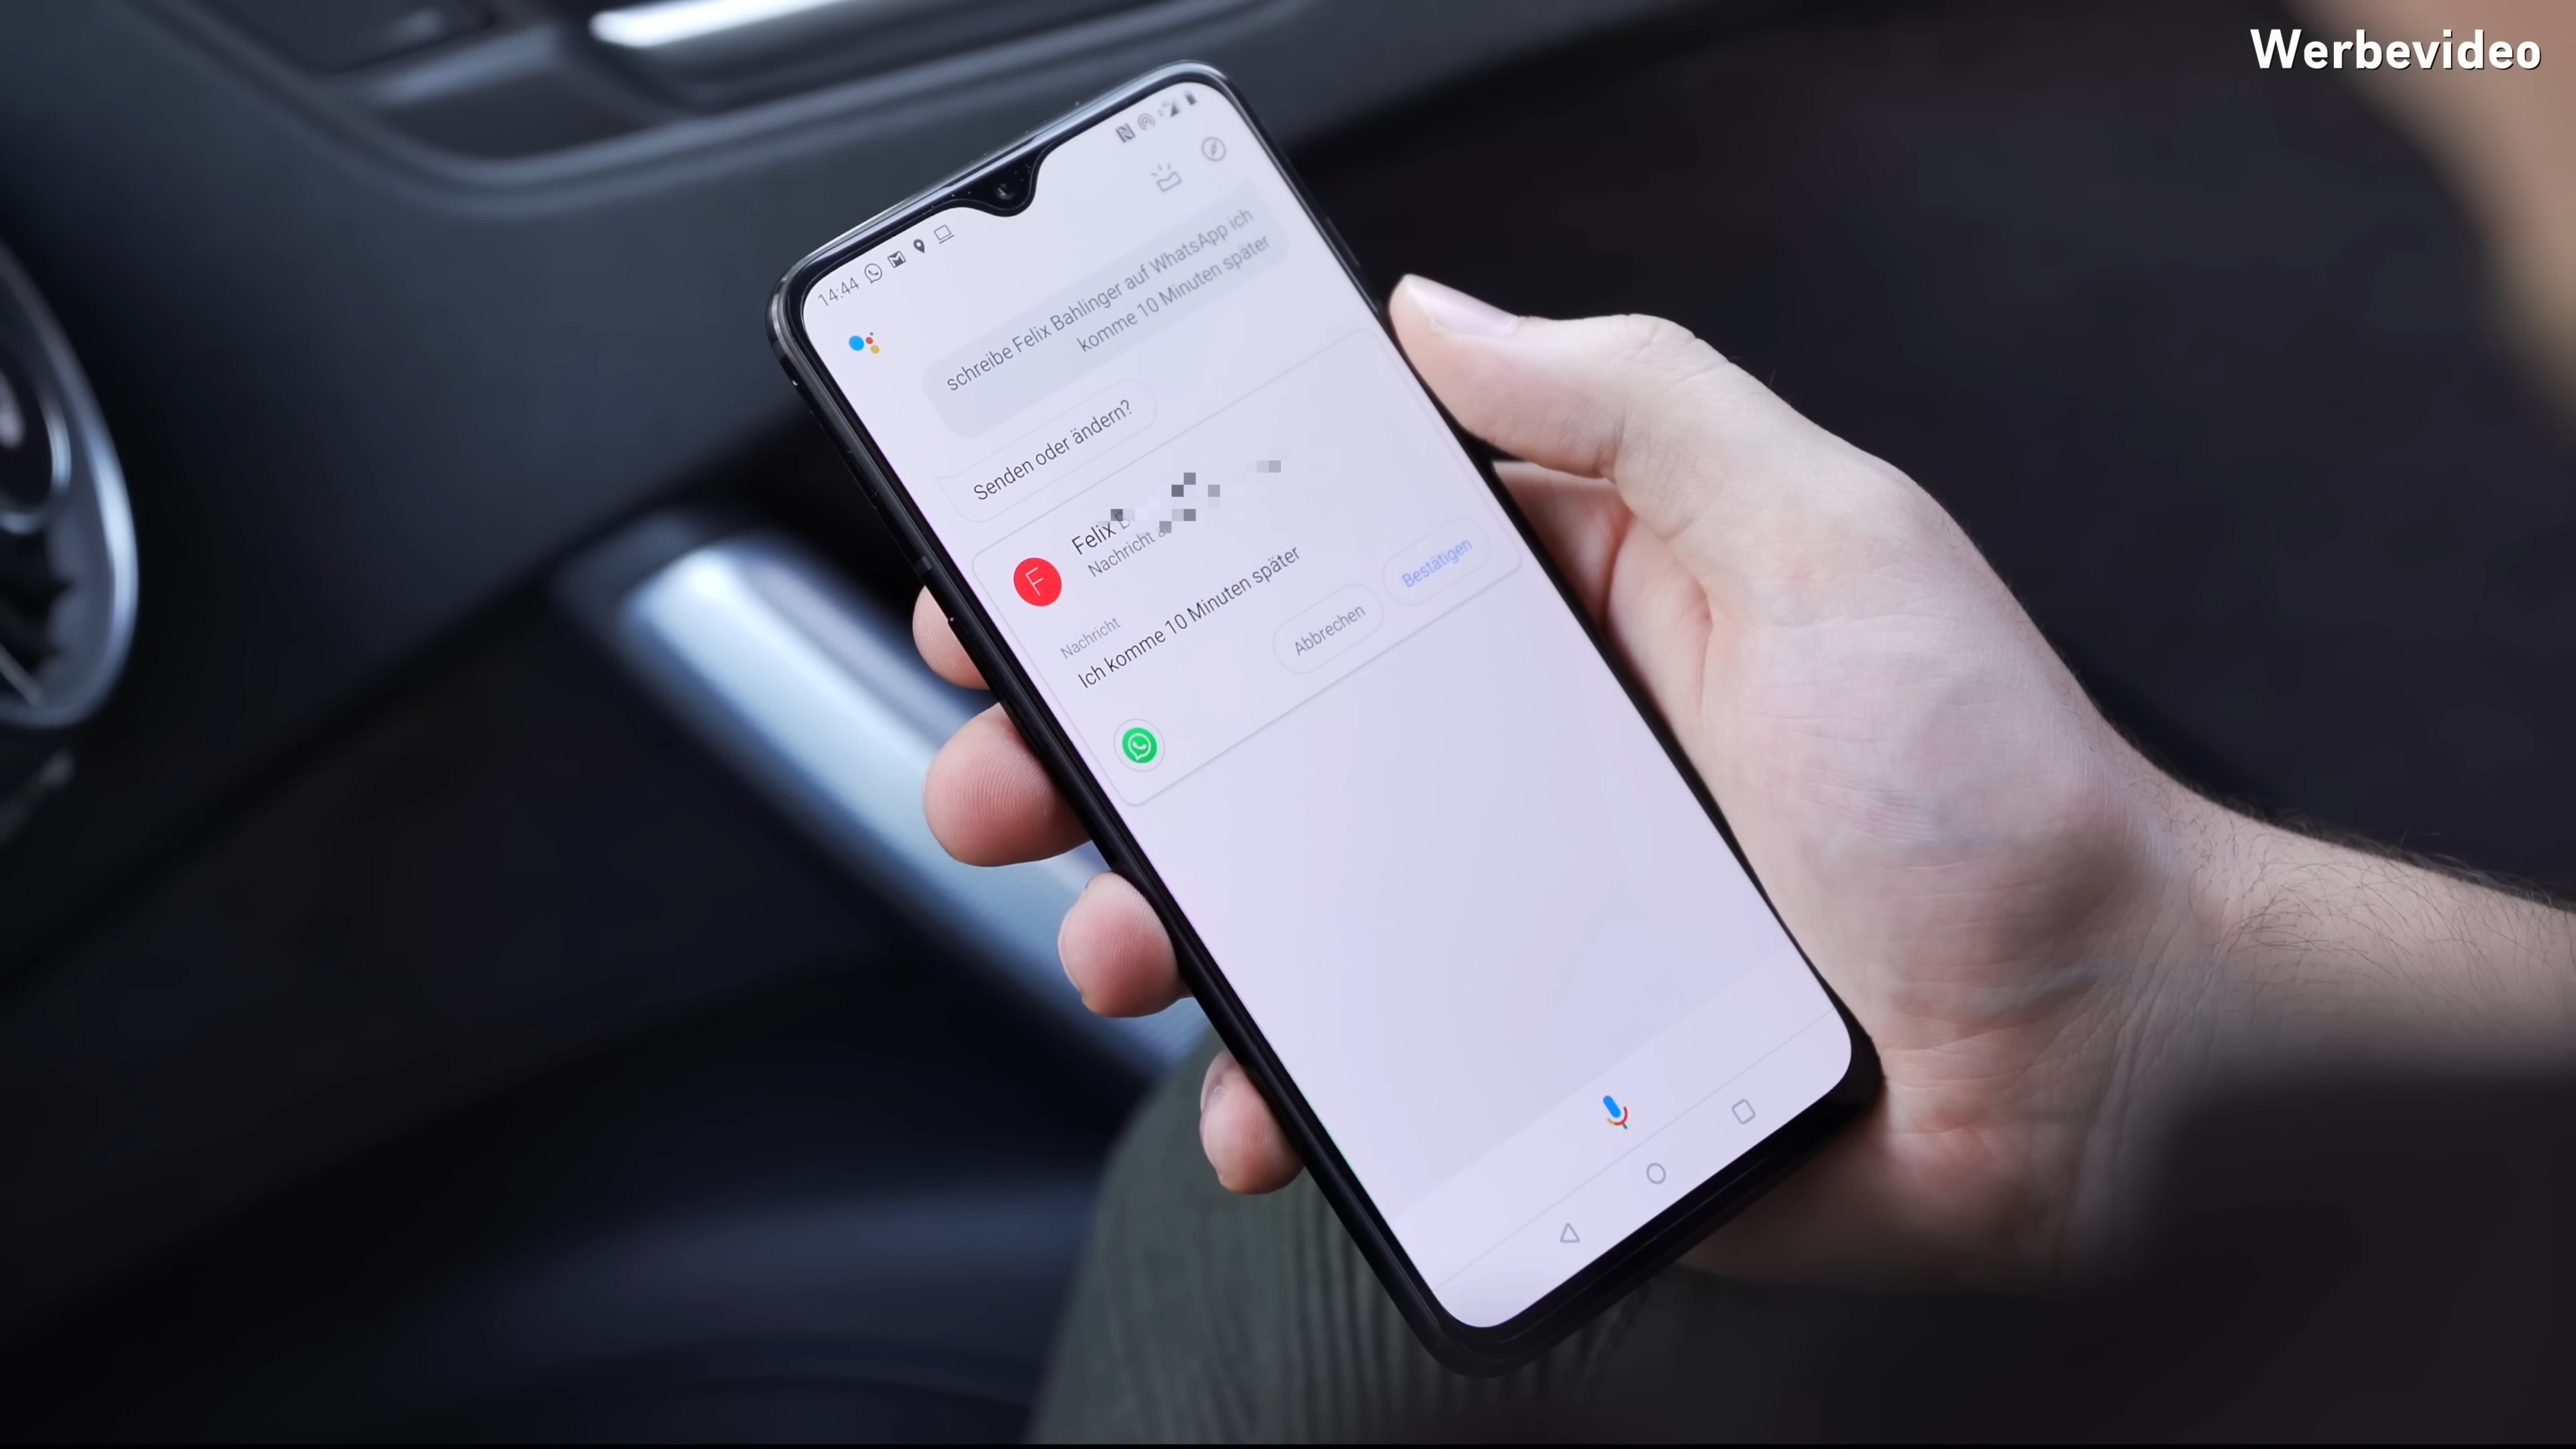 Werbevideo
14:44
schreibe Felix Bahlinger auf WhatsApp ich
komme 10 Minuten später
Senden oder ändern?
F
Felix
Nachricht
Nachricht
Ich komme 10 Minuten später
Abbrechen
Bestätigen